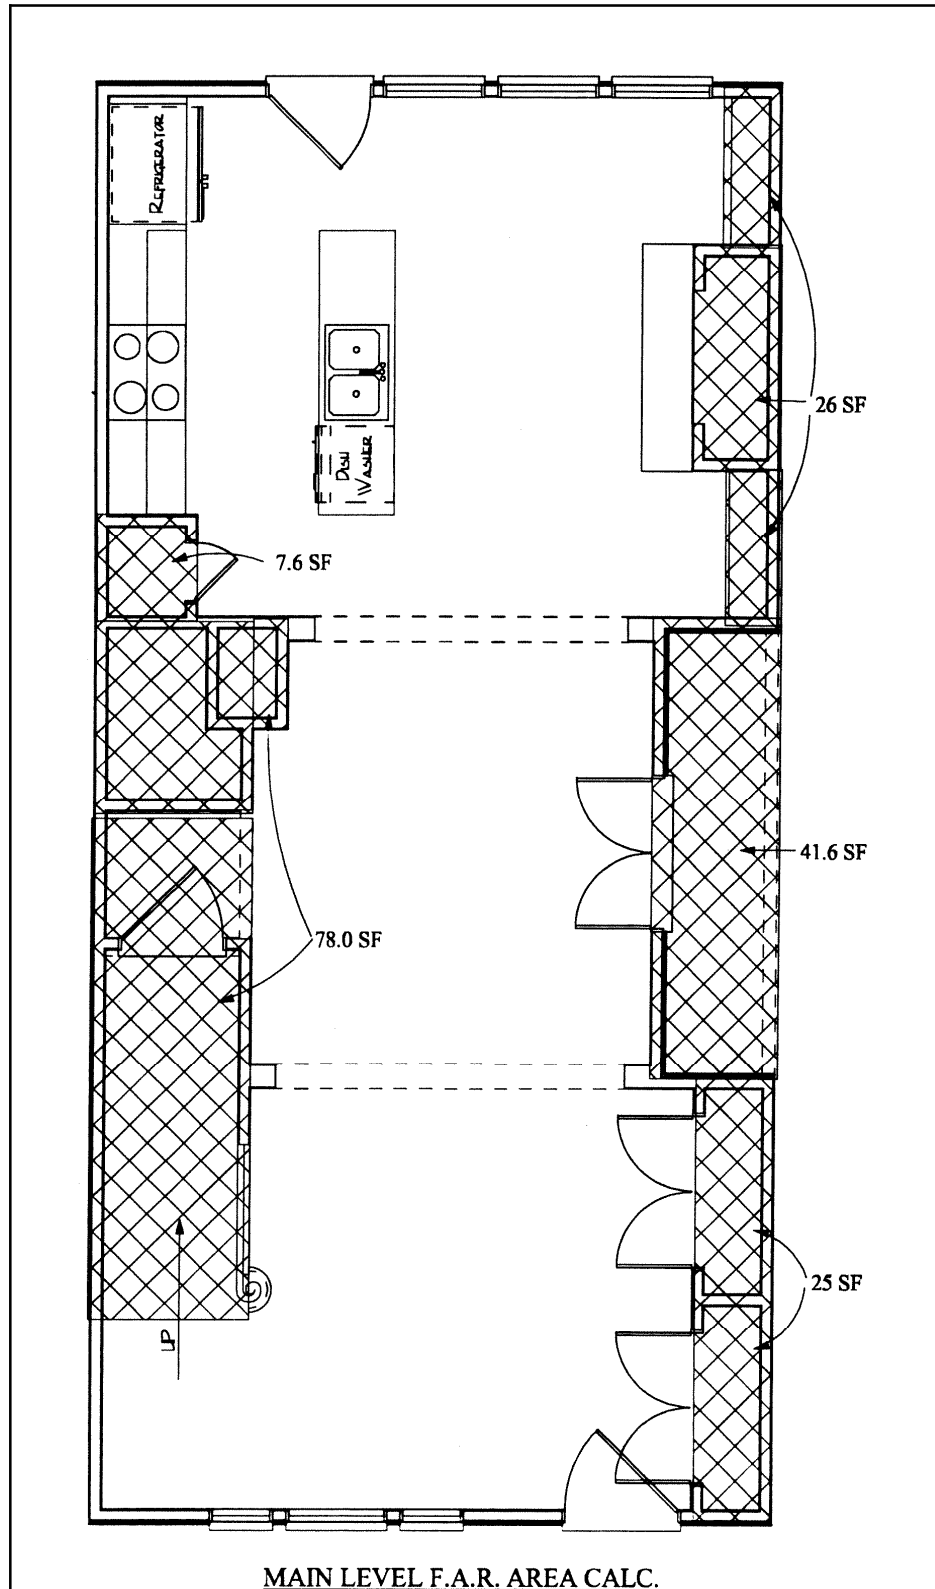 REFRIGERATOR
DISH
WASHER
26 SF
7.6 SF
41.6 SF
78.0 SF
25 SF
UP
MAIN LEVEL F.A.R. AREA CALC.